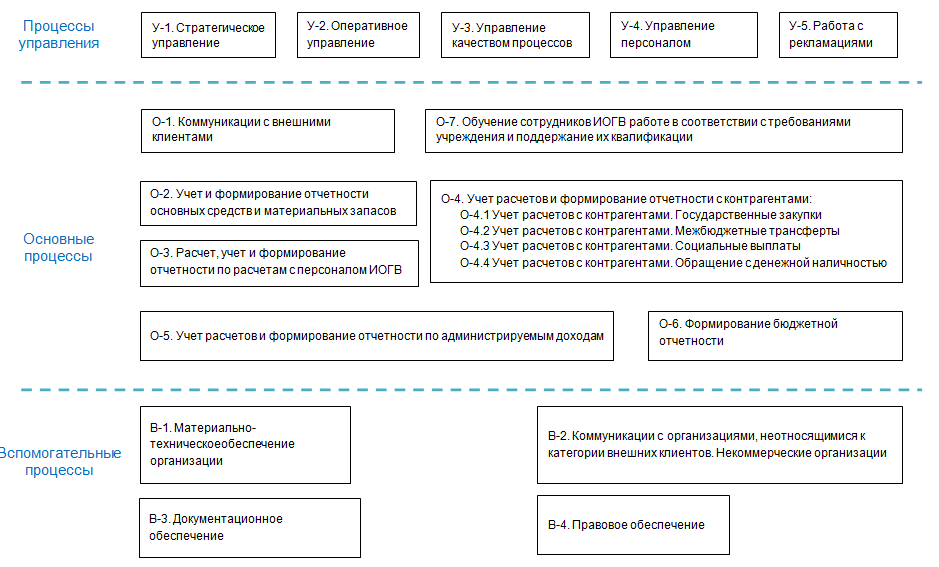 Процессы
управления
У-1. Стратегическое
управление
У-2. Оперативное
управление
У-3. Управление
качеством процессов
У-4. Управление
персоналом
У-5. Работа с
рекламациями
Основные
процессы
О-1. Коммуникации с внешними
клиентами
О-7. Обучение сотрудников ИОГВ работе в соответствии с требованиями
учреждения и поддержание их квалификации
О-2. Учет и формирование отчетности
основных средств и материальных запасов
О-3. Расчет, учет и формирование
отчетности по расчетам с персоналом ИОГВ
О-4. Учет расчетов и формирование отчетности с контрагентами:
О-4.1 Учет расчетов с контрагентами. Государственные закупки
О-4.2 Учет расчетов с контрагентами. Межбюджетные трансферты
О-4.3 Учет расчетов с контрагентами. Социальные выплаты
О-4.4 Учет расчетов с контрагентами. Обращение с денежной наличностью
О-5. Учет расчетов и формирование отчетности по администрируемым доходам
О-6. Формирование бюджетной
отчетности
Вспомогательные
процессы
В-1. Материально-
техническоеобеспечение
организации
В-2. Коммуникации с организациями, неотносящимися к
категории внешних клиентов. Некоммерческие организации
В-3. Документационное
обеспечение
В-4. Правовое обеспечение